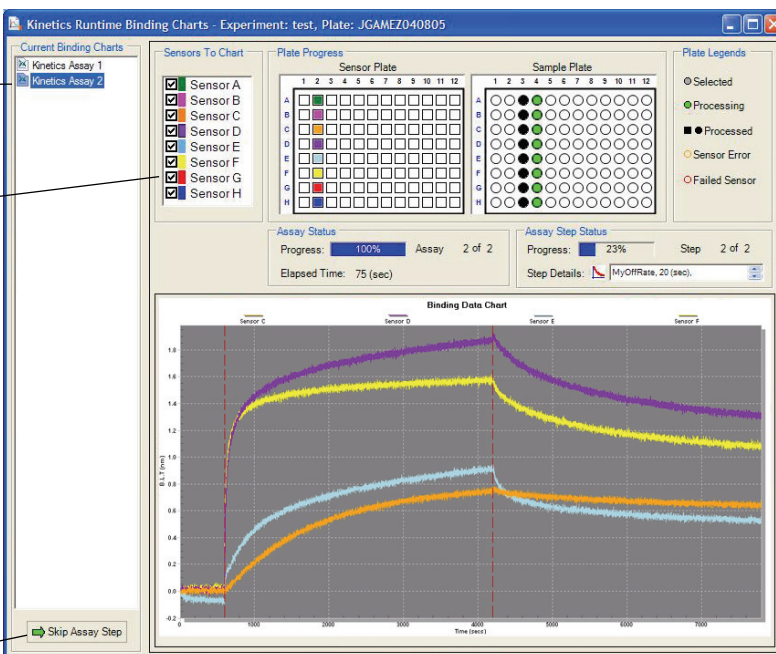 Kinetics Runtime Binding Charts - Experiment: test, Plate: JGAMEZ040805
Current Binding Charts
Kinetics Assay 1
Kinetics Assay 2
Skip Assay Step
Sensors To Chart
Sensor A
Sensor B
Sensor C
Sensor D
Sensor E
Sensor F
Sensor G
Sensor H
Plate Progress
Sensor Plate
1 2 3 4 5 6 7 8 9 10 11 12
A
B
C
D
E
F
G
H
Sample Plate
1 2 3 4 5 6 7 8 9 10 11 12
A
B
C
D
E
F
G
H
Plate Legends
Selected
Processing
Processed
Sensor Error
Failed Sensor
Assay Status
Progress: 100% Assay 2 of 2
Elapsed Time: 75 (sec)
Assay Step Status
Progress: 23% Step 2 of 2
Step Details: MyOffRate, 20 (sec),
Binding Data Chart
Sensor C Sensor D Sensor E Sensor F
B.L.T (nm)
1.8
1.6
1.4
1.2
1.0
0.8
0.6
0.4
0.2
0.0
-0.2
0 1000 2000 3000 4000 5000 6000 7000
Time (secs)